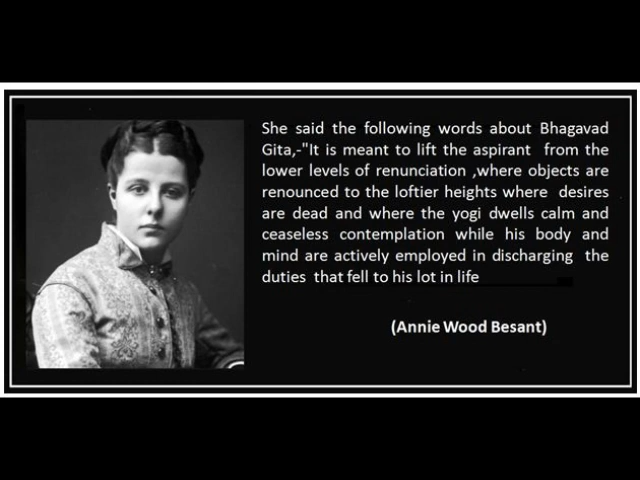 She said the following words about Bhagavad
Gita,-"It is meant to lift the aspirant from the
lower levels of renunciation ,where objects are
renounced to the loftier heights where desires
are dead and where the yogi dwells calm and
ceaseless contemplation while his body and
mind are actively employed in discharging the
duties that fell to his lot in life
(Annie Wood Besant)